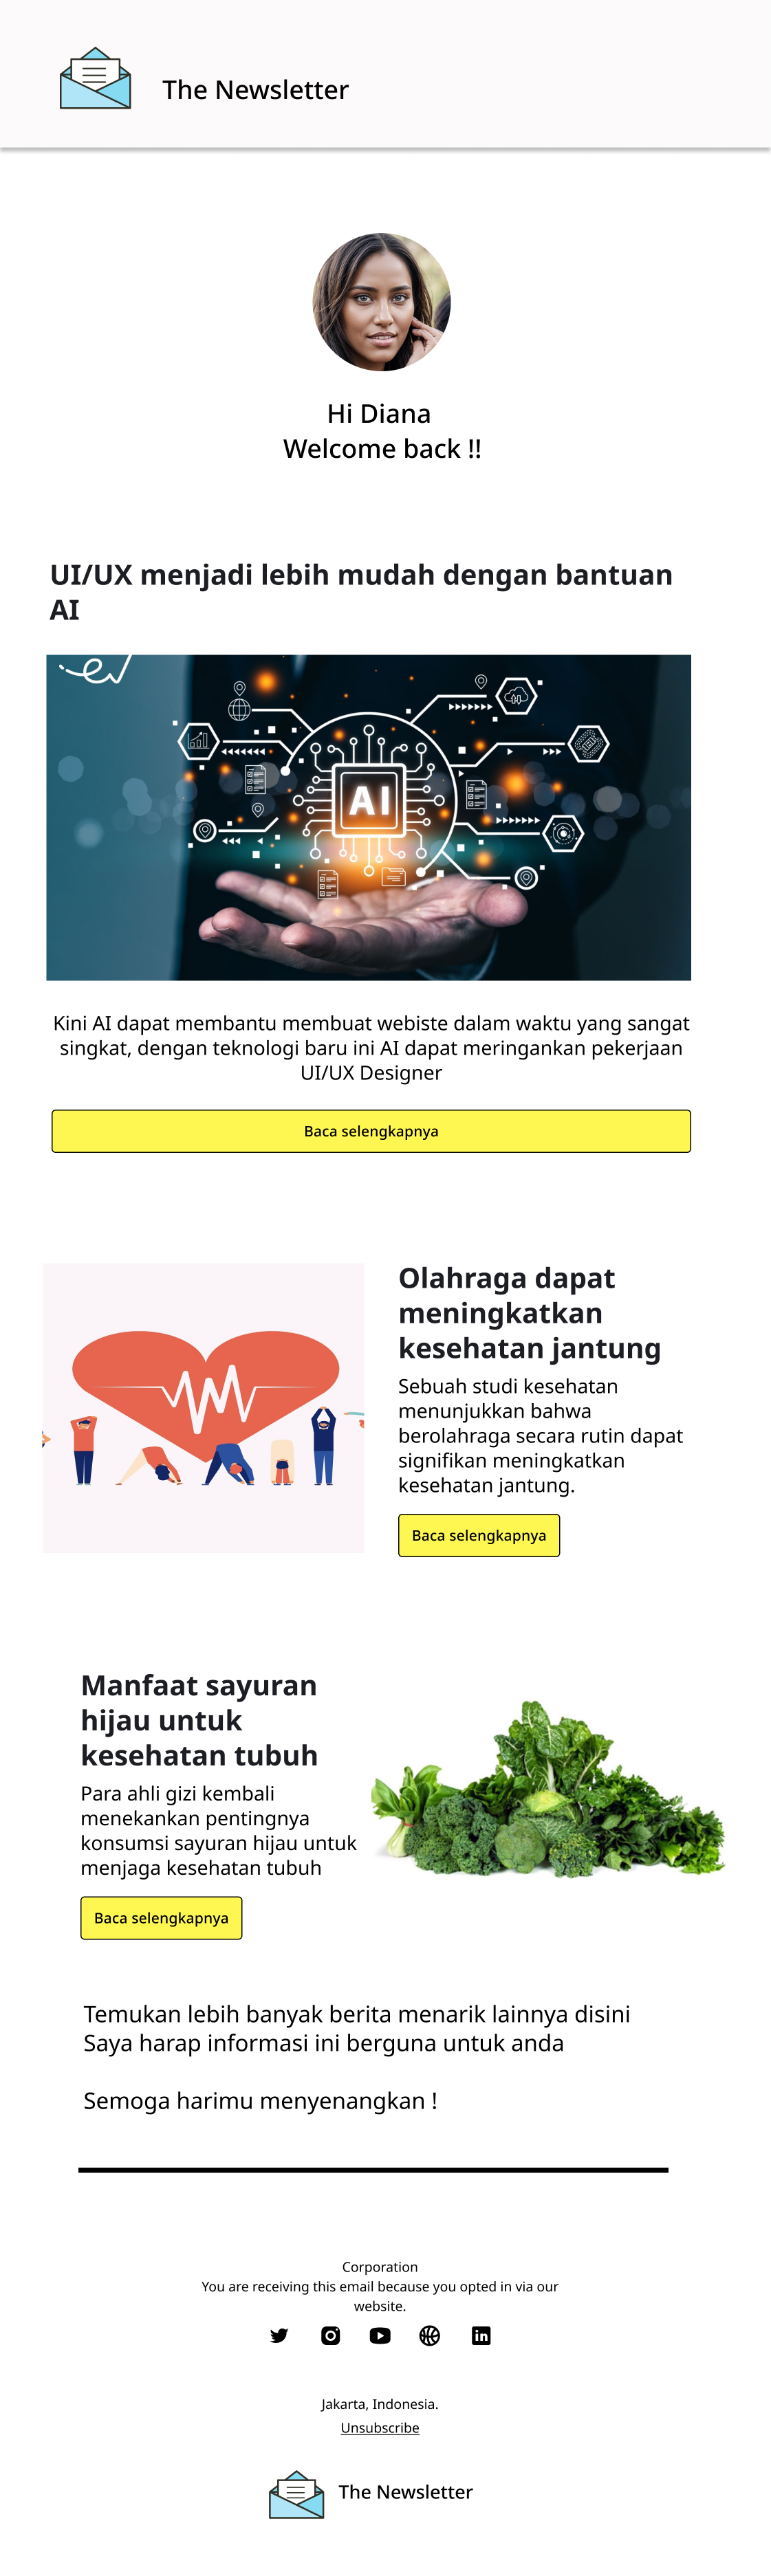 The Newsletter
Hi Diana
Welcome back !!
UI/UX menjadi lebih mudah dengan bantuan
AI
AI
Kini AI dapat membantu membuat webiste dalam waktu yang sangat
singkat, dengan teknologi baru ini AI dapat meringankan pekerjaan
UI/UX Designer
Baca selengkapnya
Olahraga dapat
meningkatkan
kesehatan jantung
Sebuah studi kesehatan
menunjukkan bahwa
berolahraga secara rutin dapat
signifikan meningkatkan
kesehatan jantung.
Baca selengkapnya
Manfaat sayuran
hijau untuk
kesehatan tubuh
Para ahli gizi kembali
menekankan pentingnya
konsumsi sayuran hijau untuk
menjaga kesehatan tubuh
Baca selengkapnya
Temukan lebih banyak berita menarik lainnya disini
Saya harap informasi ini berguna untuk anda
Semoga harimu menyenangkan !
Corporation
You are receiving this email because you opted in via our
website.
Jakarta, Indonesia.
Unsubscribe
The Newsletter